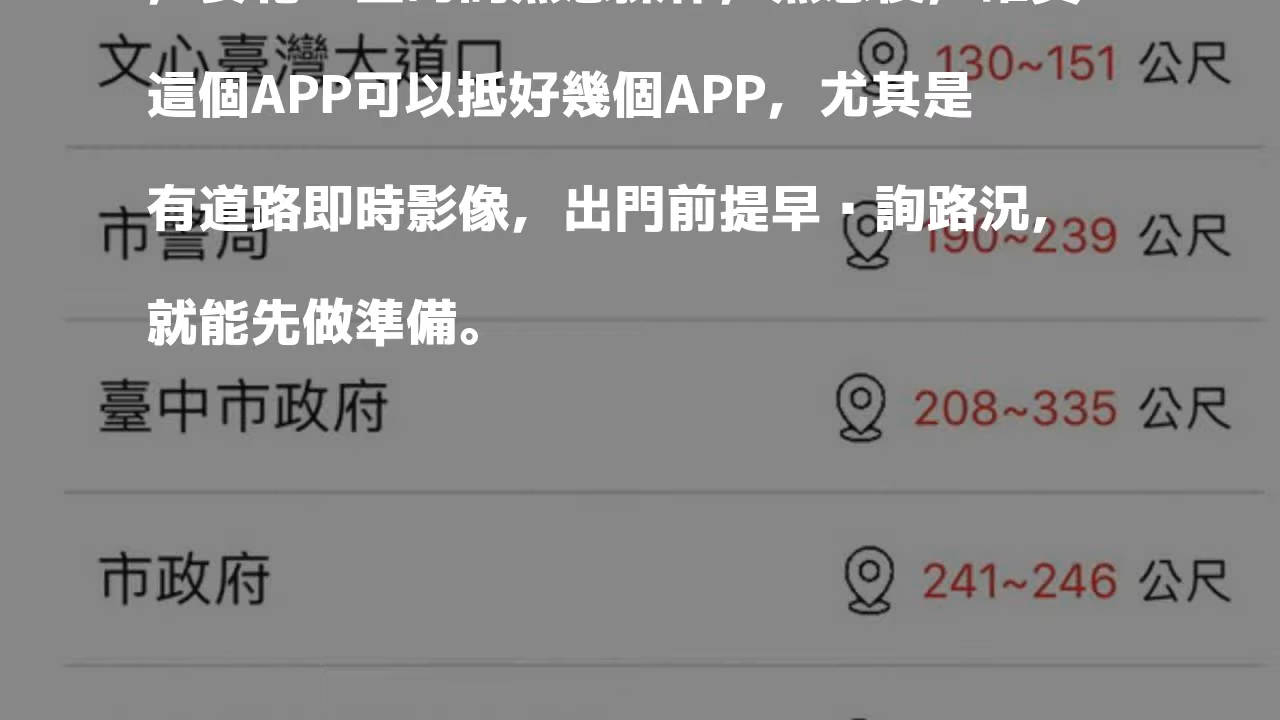 文心臺灣大道口 130~151 公尺
這個APP可以抵好幾個APP，尤其是
有道路即時影像，出門前提早·詢路況，
市警局 190~239 公尺
就能先做準備。
臺中市政府 208~335 公尺
市政府 241~246 公尺